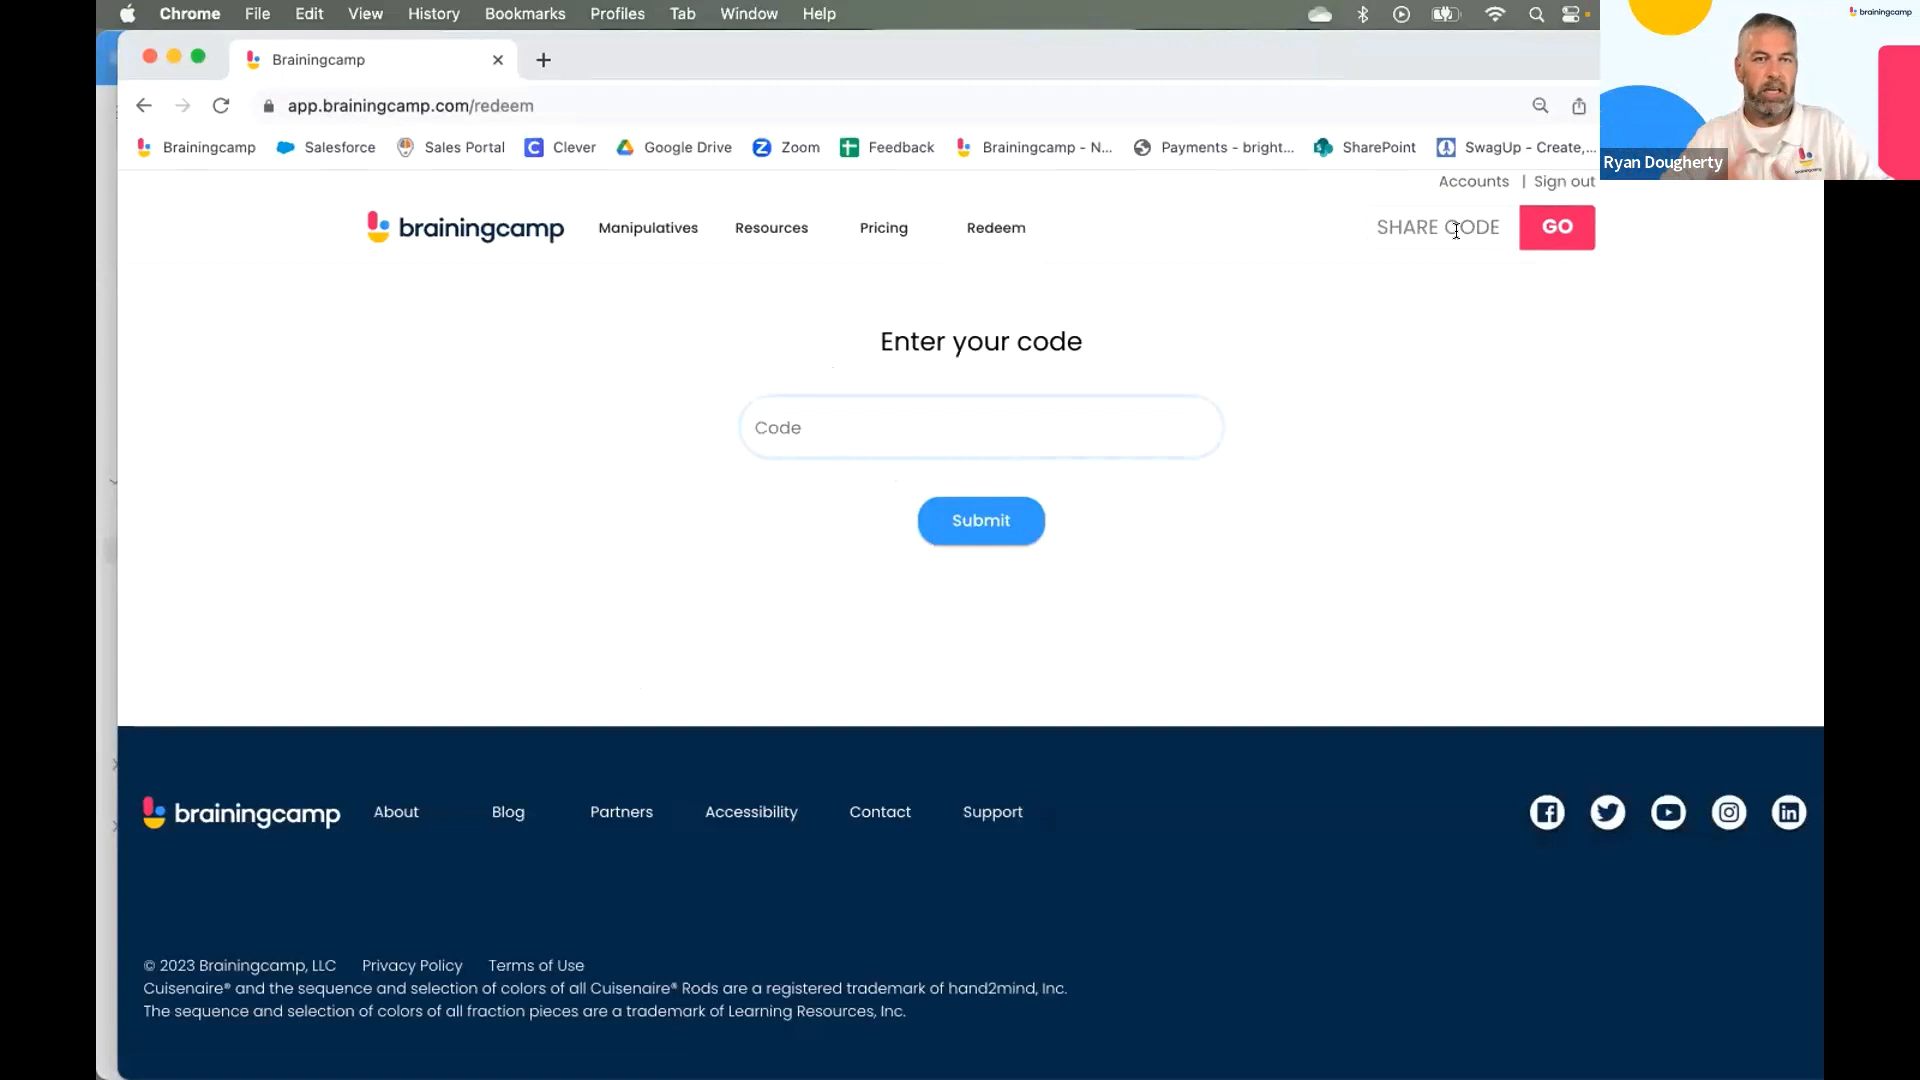 Chrome File Edit View History Bookmarks Profiles Tab Window Help
brainingcamp
Brainingcamp
app.brainingcamp.com/redeem
Brainingcamp Salesforce Sales Portal Clever Google Drive Zoom Feedback Brainingcamp - N... Payments - bright... SharePoint SwagUp - Create,...
Ryan Dougherty
Accounts | Sign out
brainingcamp Manipulatives Resources Pricing Redeem SHARE CODE GO
Enter your code
Code
Submit
brainingcamp About Blog Partners Accessibility Contact Support
© 2023 Brainingcamp, LLC Privacy Policy Terms of Use
Cuisenaire® and the sequence and selection of colors of all Cuisenaire® Rods are a registered trademark of hand2mind, Inc.
The sequence and selection of colors of all fraction pieces are a trademark of Learning Resources, Inc.